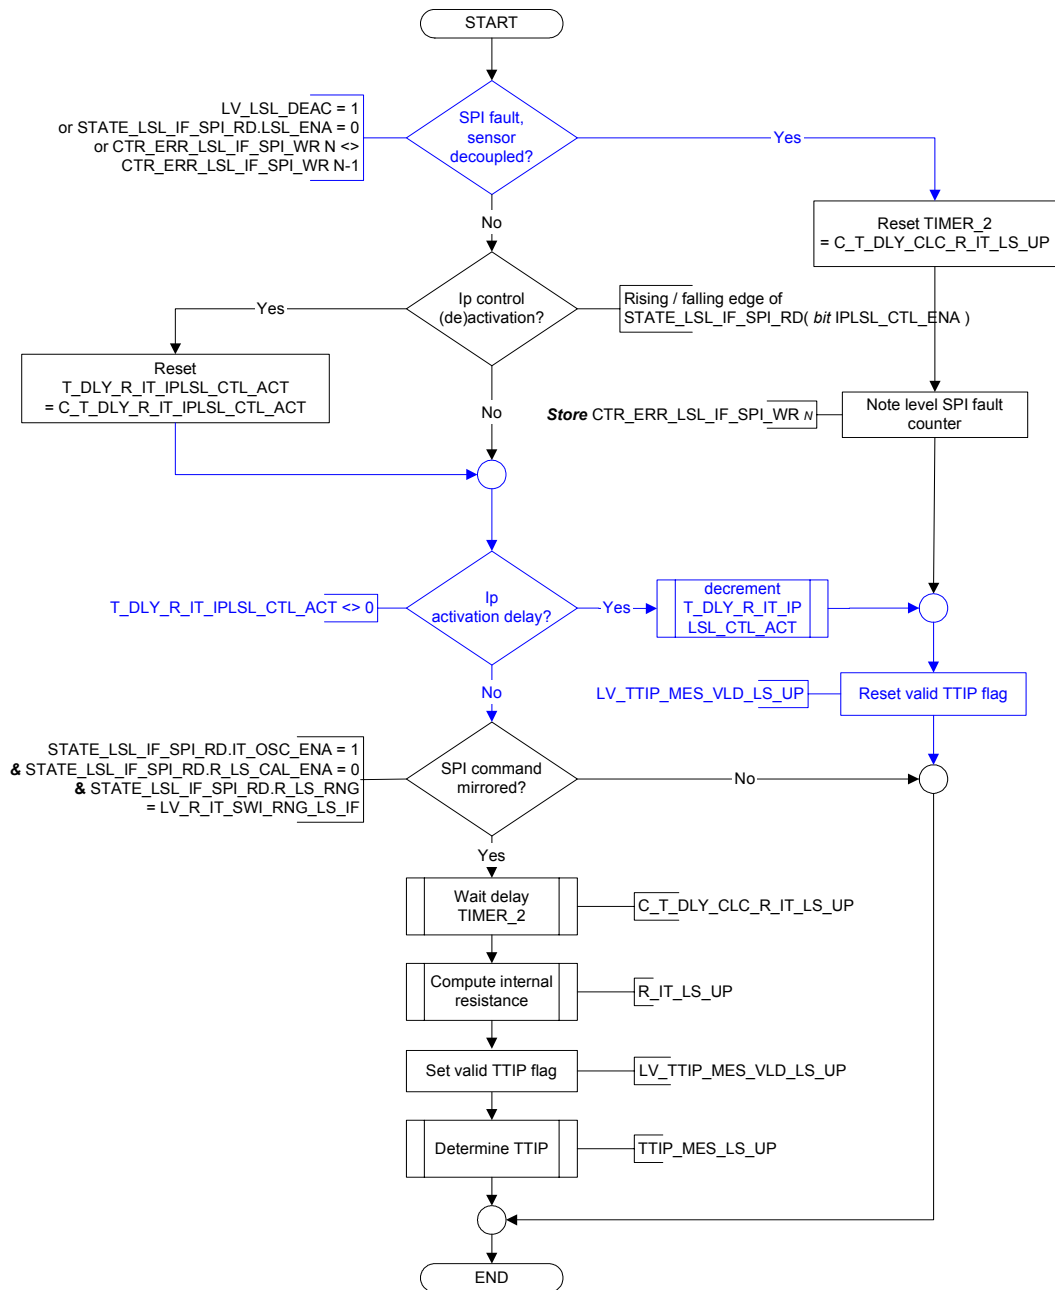 START
LV_LSL_DEAC = 1
or STATE_LSL_IF_SPI_RD.LSL_ENA = 0
or CTR_ERR_LSL_IF_SPI_WR N <>
CTR_ERR_LSL_IF_SPI_WR N-1
SPI fault,
sensor
decoupled?
Yes
No
Reset TIMER_2
= C_T_DLY_CLC_R_IT_LS_UP
Yes
Ip control
(de)activation?
Rising / falling edge of
STATE_LSL_IF_SPI_RD( bit IPLSL_CTL_ENA )
Reset
T_DLY_R_IT_IPLSL_CTL_ACT
= C_T_DLY_R_IT_IPLSL_CTL_ACT
No
Store CTR_ERR_LSL_IF_SPI_WR N
Note level SPI fault
counter
T_DLY_R_IT_IPLSL_CTL_ACT <> 0
Ip
activation delay?
Yes
decrement
T_DLY_R_IT_IP
LSL_CTL_ACT
No
LV_TTIP_MES_VLD_LS_UP
Reset valid TTIP flag
STATE_LSL_IF_SPI_RD.IT_OSC_ENA = 1
& STATE_LSL_IF_SPI_RD.R_LS_CAL_ENA = 0
& STATE_LSL_IF_SPI_RD.R_LS_RNG
= LV_R_IT_SWI_RNG_LS_IF
SPI command
mirrored?
No
Yes
Wait delay
TIMER_2
C_T_DLY_CLC_R_IT_LS_UP
Compute internal
resistance
R_IT_LS_UP
Set valid TTIP flag
LV_TTIP_MES_VLD_LS_UP
Determine TTIP
TTIP_MES_LS_UP
END